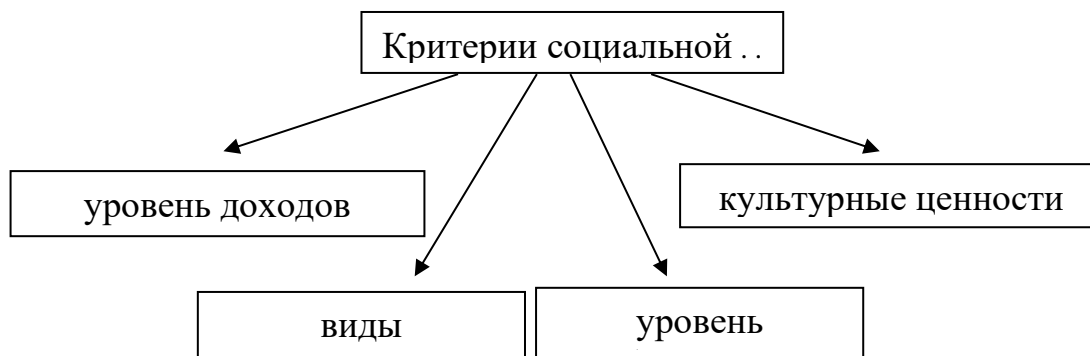 Критерии социальной . .
уровень доходов
культурные ценности
виды
уровень